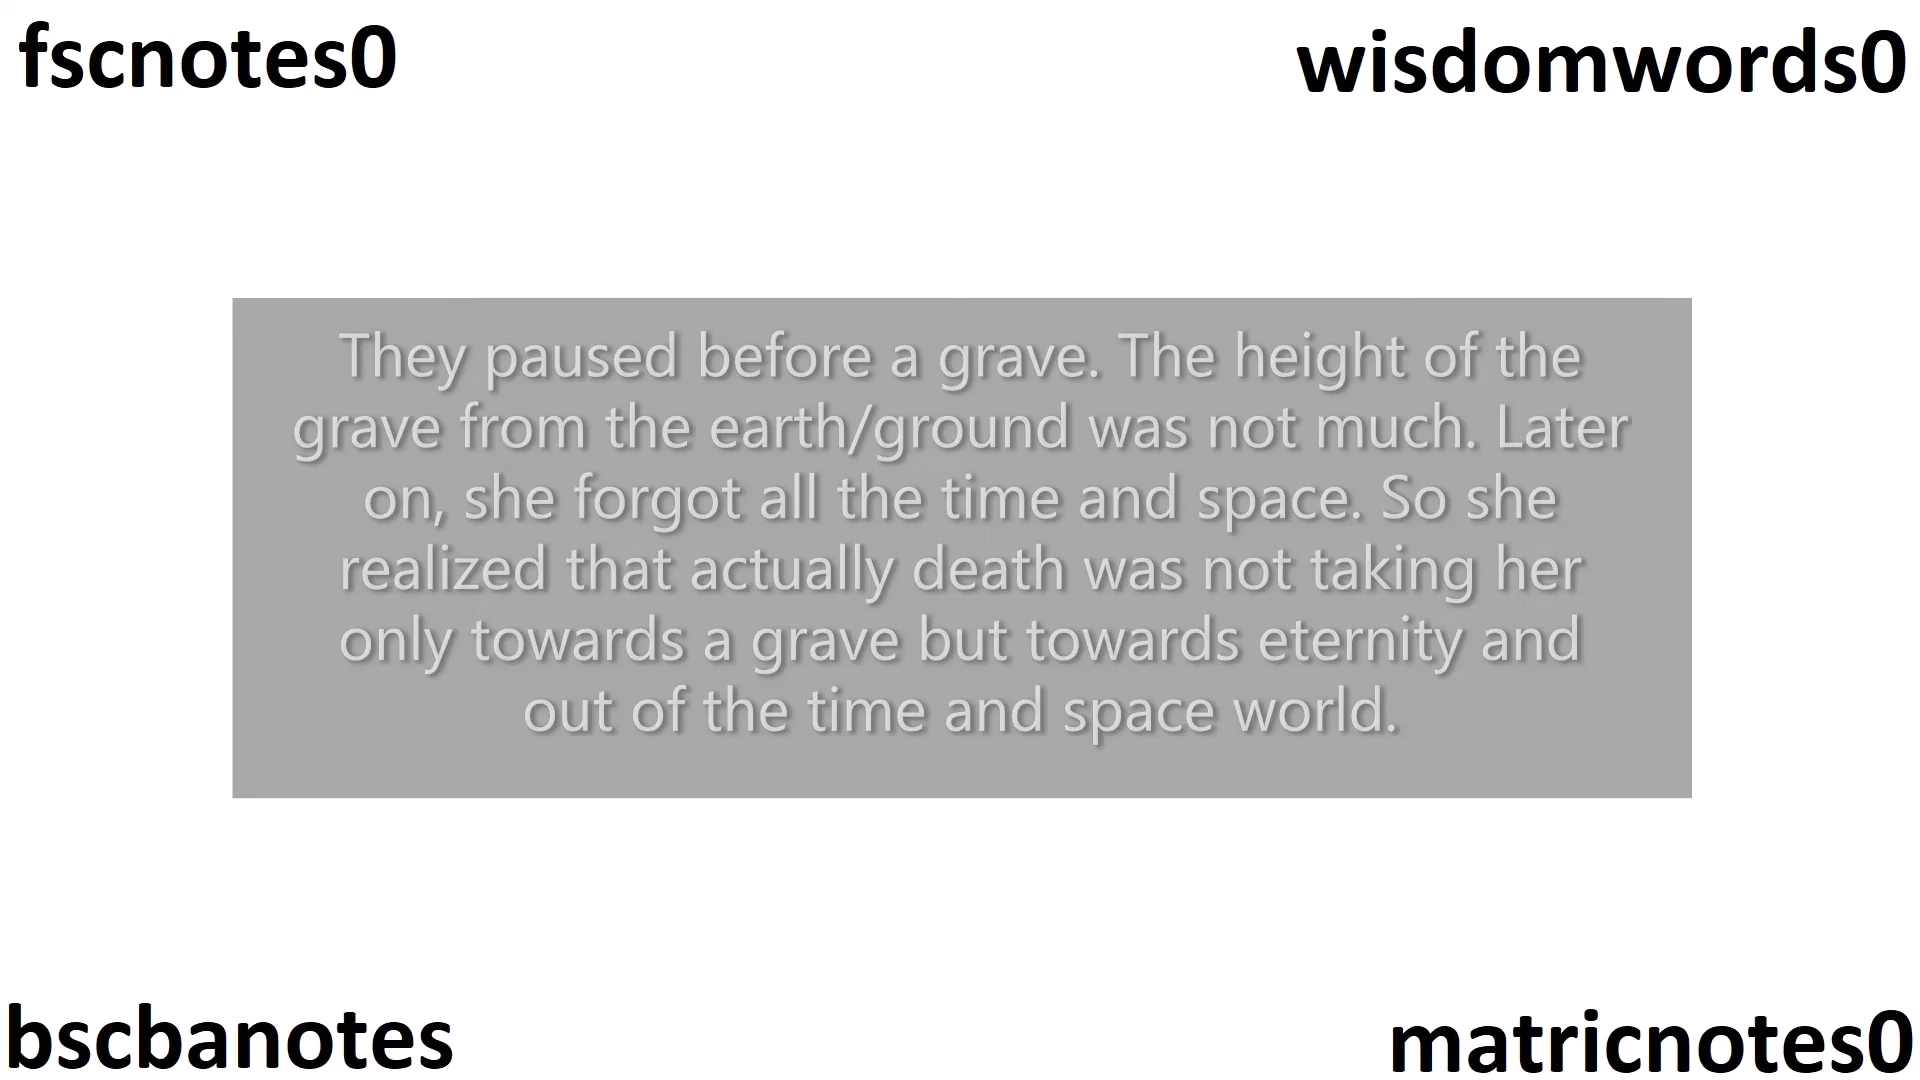 fscnotes0
wisdomwords0
They paused before a grave. The height of the
grave from the earth/ground was not much. Later
on, she forgot all the time and space. So she
realized that actually death was not taking her
only towards a grave but towards eternity and
out of the time and space world.
bscbanotes
matricnotes0